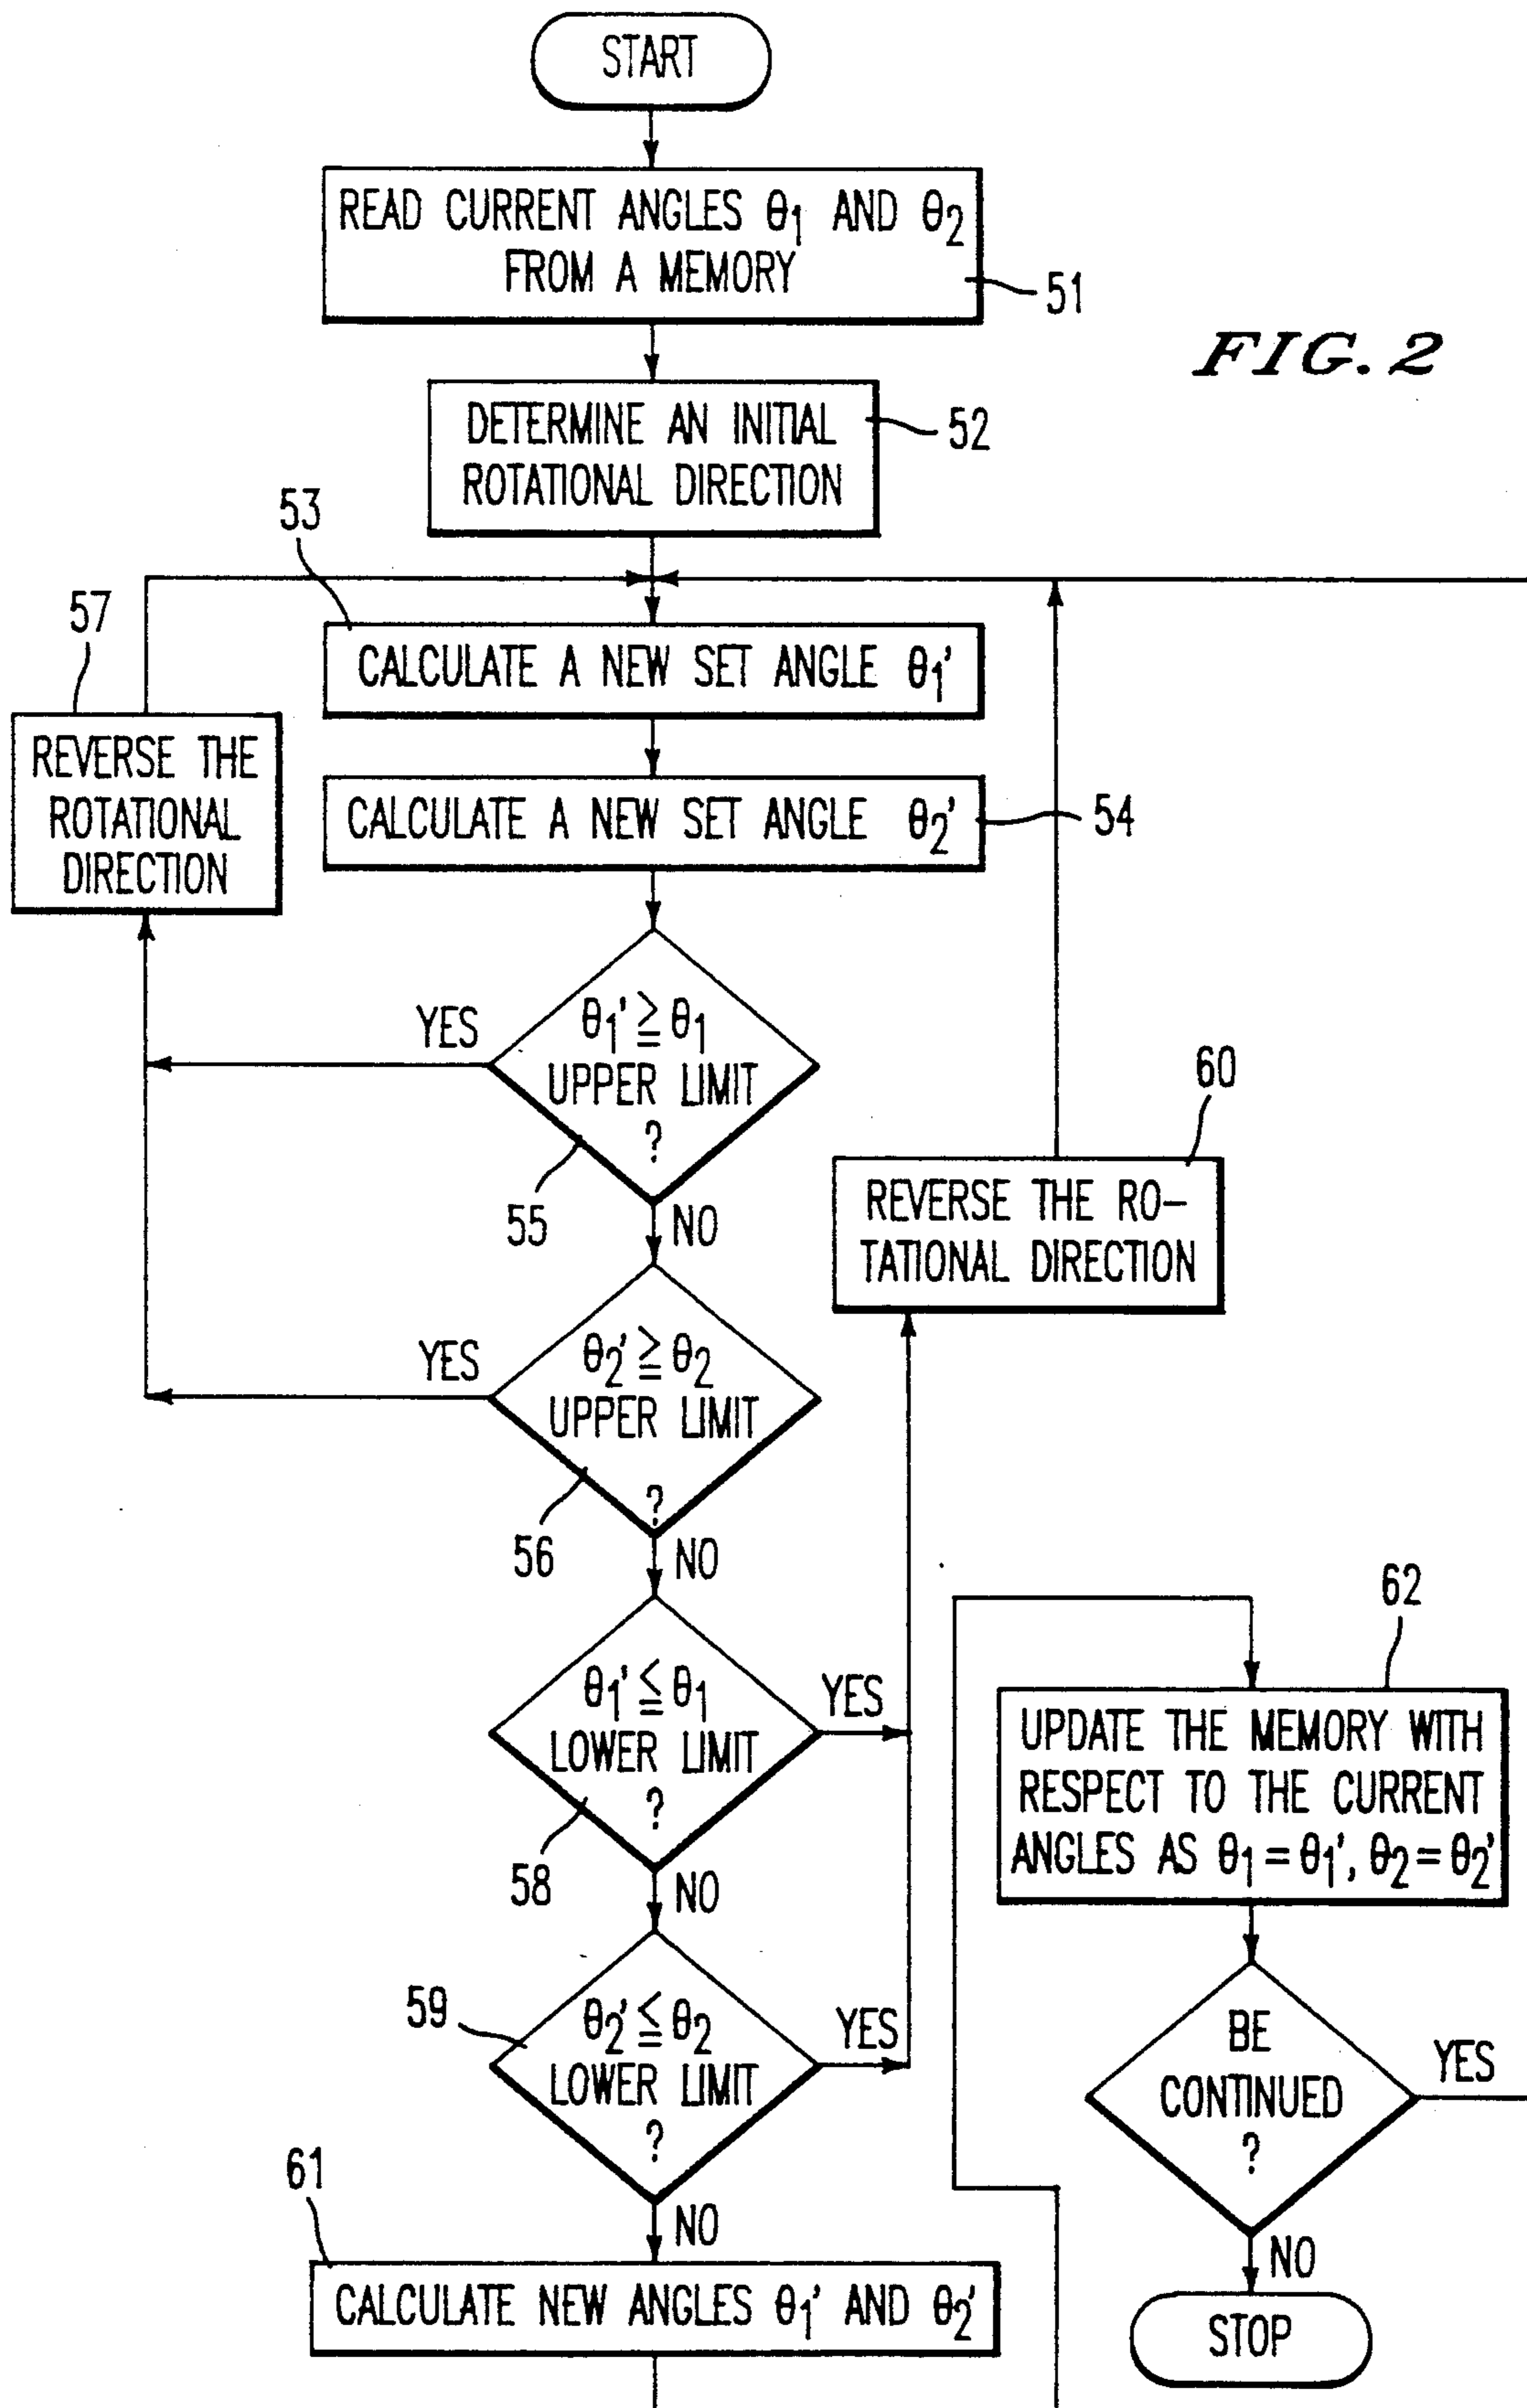 START
READ CURRENT ANGLES θ1 AND θ2
FROM A MEMORY
51
FIG. 2
DETERMINE AN INITIAL
ROTATIONAL DIRECTION
52
53
CALCULATE A NEW SET ANGLE θ1'
57
REVERSE THE
ROTATIONAL
DIRECTION
CALCULATE A NEW SET ANGLE θ2'
54
YES
θ1' ≧ θ1
UPPER LIMIT
?
55
NO
60
REVERSE THE RO-
TATIONAL DIRECTION
YES
θ2' ≧ θ2
UPPER LIMIT
?
56
NO
θ1' ≦ θ1
LOWER LIMIT
?
YES
58
NO
59
θ2' ≦ θ2
LOWER LIMIT
?
YES
NO
61
CALCULATE NEW ANGLES θ1' AND θ2'
62
UPDATE THE MEMORY WITH
RESPECT TO THE CURRENT
ANGLES AS θ1 = θ1', θ2 = θ2'
BE
CONTINUED
?
YES
NO
STOP